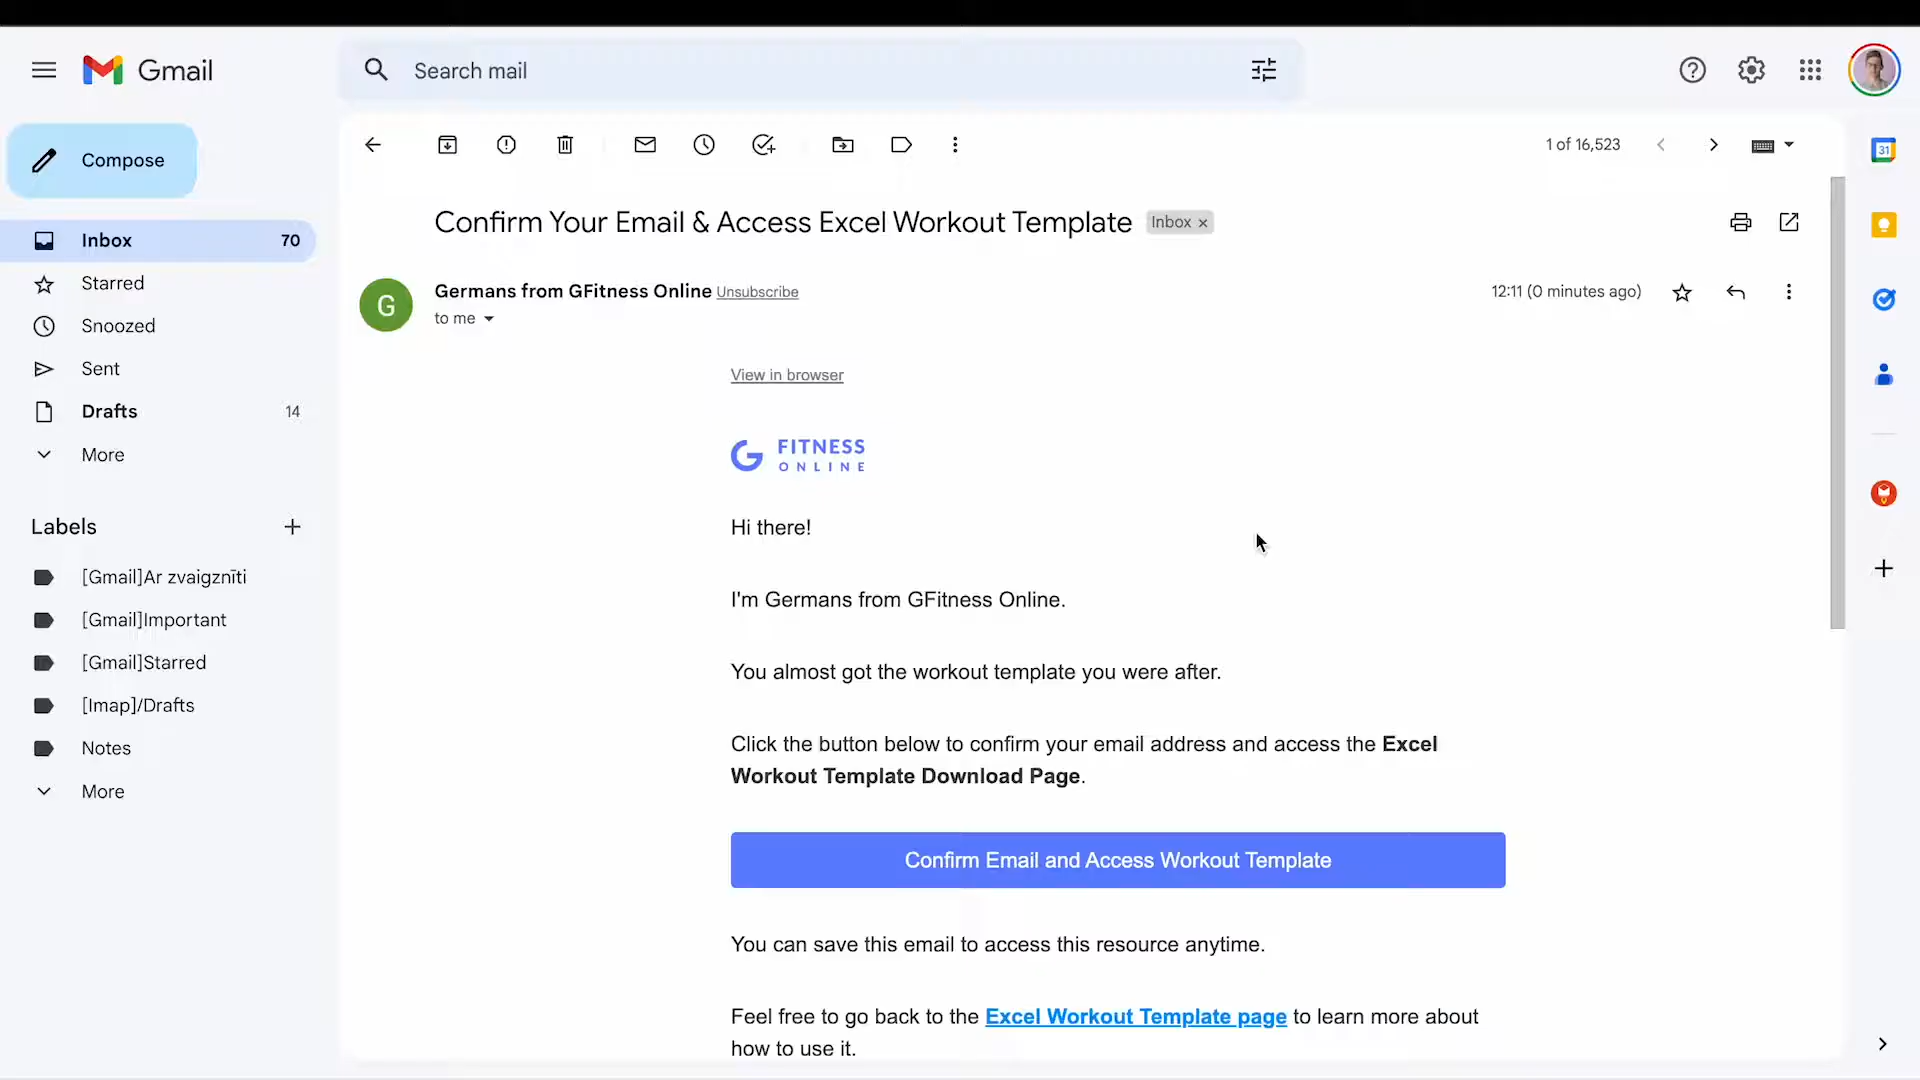 Gmail
Search mail
Compose
1 of 16,523
Inbox 70
Starred
Snoozed
Sent
Drafts 14
More
Labels
[Gmail]Ar zvaigznīti
[Gmail]Important
[Gmail]Starred
[Imap]/Drafts
Notes
More
Confirm Your Email & Access Excel Workout Template Inbox ×
G
Germans from GFitness Online Unsubscribe
12:11 (0 minutes ago)
to me
View in browser
G FITNESS
ONLINE
Hi there!
I'm Germans from GFitness Online.
You almost got the workout template you were after.
Click the button below to confirm your email address and access the Excel
Workout Template Download Page.
Confirm Email and Access Workout Template
You can save this email to access this resource anytime.
Feel free to go back to the Excel Workout Template page to learn more about
how to use it.
31